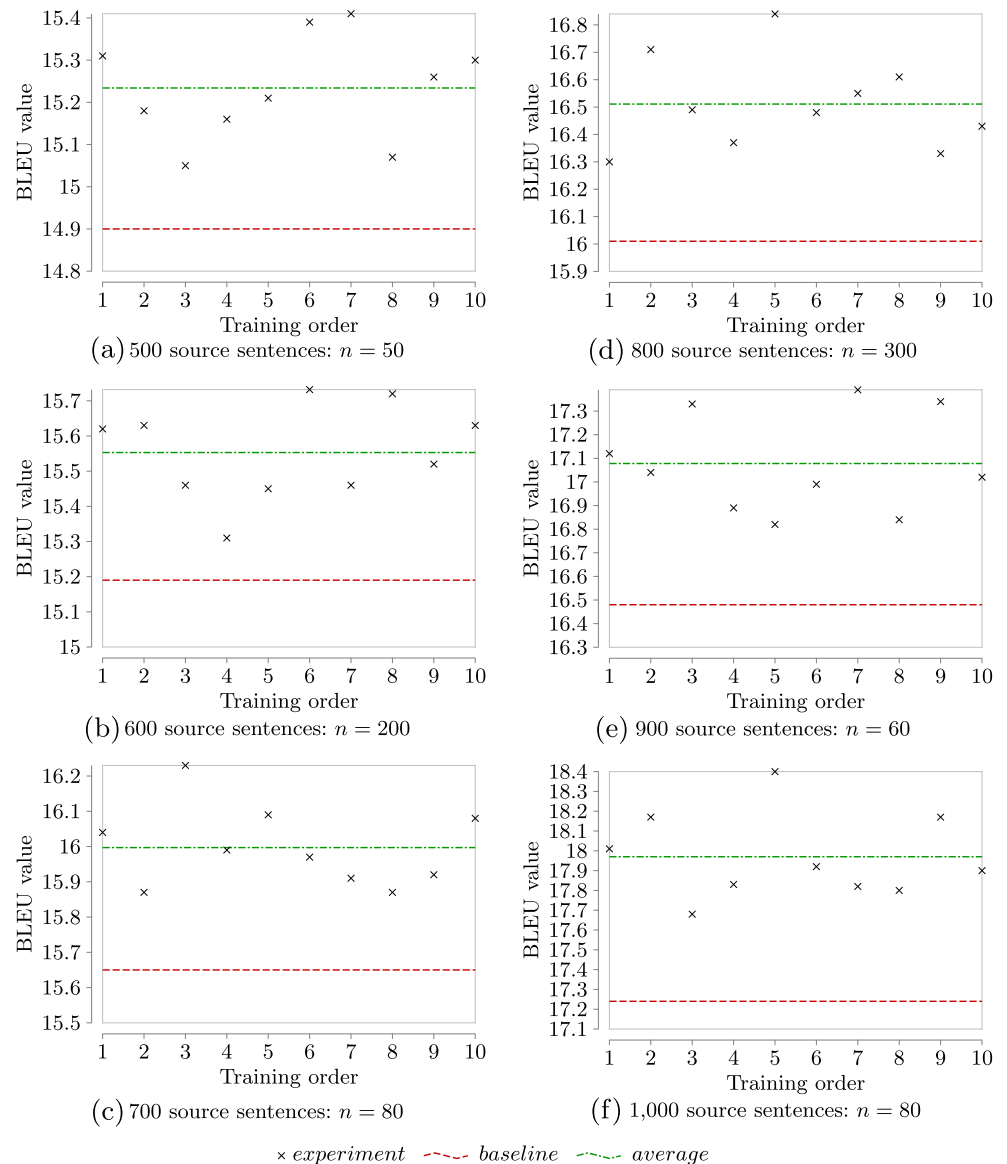 15.4
15.3
15.2
15.1
15
14.9
14.8
BLEU value
1 2 3 4 5 6 7 8 9 10
Training order
(a) 500 source sentences: n = 50
16.8
16.7
16.6
16.5
16.4
16.3
16.2
16.1
16
15.9
BLEU value
1 2 3 4 5 6 7 8 9 10
Training order
(d) 800 source sentences: n = 300
15.7
15.6
15.5
15.4
15.3
15.2
15.1
15
BLEU value
1 2 3 4 5 6 7 8 9 10
Training order
(b) 600 source sentences: n = 200
17.3
17.2
17.1
17
16.9
16.8
16.7
16.6
16.5
16.4
16.3
BLEU value
1 2 3 4 5 6 7 8 9 10
Training order
(e) 900 source sentences: n = 60
16.2
16.1
16
15.9
15.8
15.7
15.6
15.5
BLEU value
1 2 3 4 5 6 7 8 9 10
Training order
(c) 700 source sentences: n = 80
18.4
18.3
18.2
18.1
18
17.9
17.8
17.7
17.6
17.5
17.4
17.3
17.2
17.1
BLEU value
1 2 3 4 5 6 7 8 9 10
Training order
(f) 1,000 source sentences: n = 80
× experiment baseline average